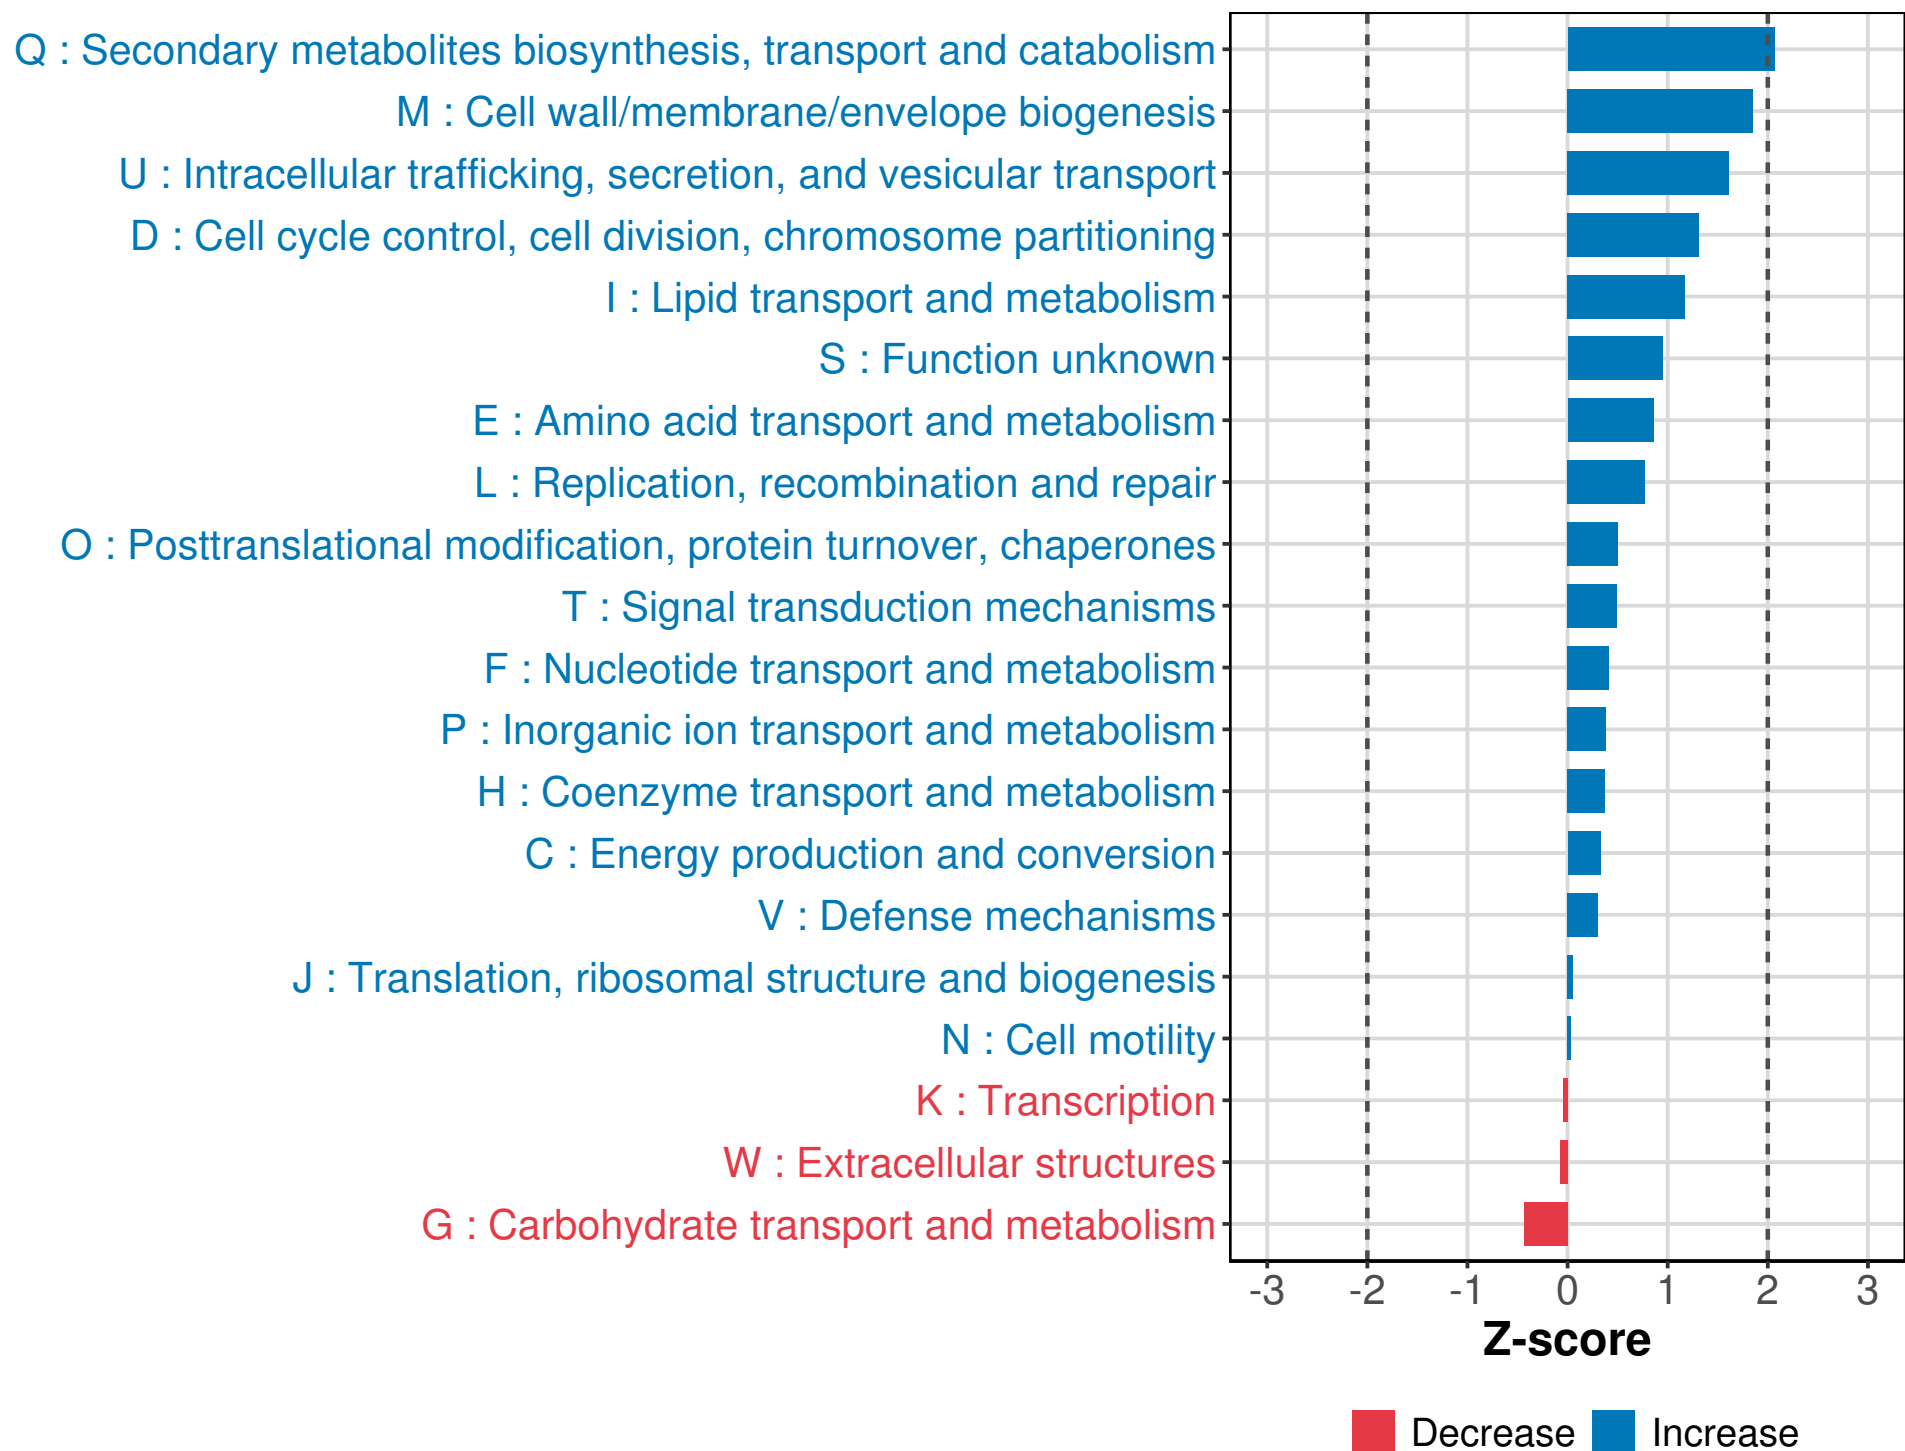 Q : Secondary metabolites biosynthesis, transport and catabolism
M : Cell wall/membrane/envelope biogenesis
U : Intracellular trafficking, secretion, and vesicular transport
D : Cell cycle control, cell division, chromosome partitioning
I : Lipid transport and metabolism
S : Function unknown
E : Amino acid transport and metabolism
L : Replication, recombination and repair
O : Posttranslational modification, protein turnover, chaperones
T : Signal transduction mechanisms
F : Nucleotide transport and metabolism
P : Inorganic ion transport and metabolism
H : Coenzyme transport and metabolism
C : Energy production and conversion
V : Defense mechanisms
J : Translation, ribosomal structure and biogenesis
N : Cell motility
K : Transcription
W : Extracellular structures
G : Carbohydrate transport and metabolism
-3 -2 -1 0 1 2 3
Z-score
Decrease Increase